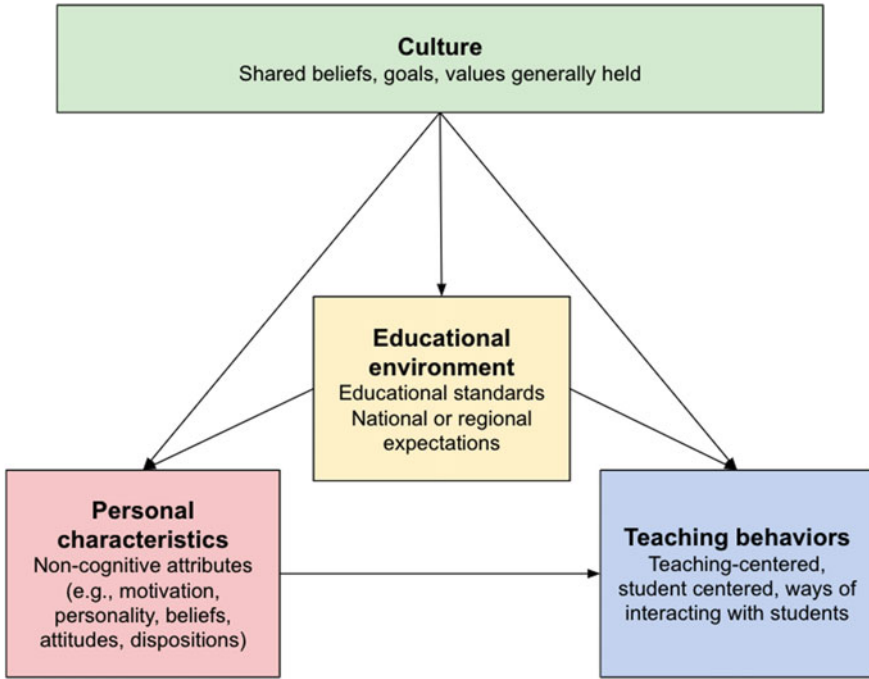 Culture
Shared beliefs, goals, values generally held
Educational
environment
Educational standards
National or regional
expectations
Personal
characteristics
Non-cognitive attributes
(e.g., motivation,
personality, beliefs,
attitudes, dispositions)
Teaching behaviors
Teaching-centered,
student centered, ways of
interacting with students